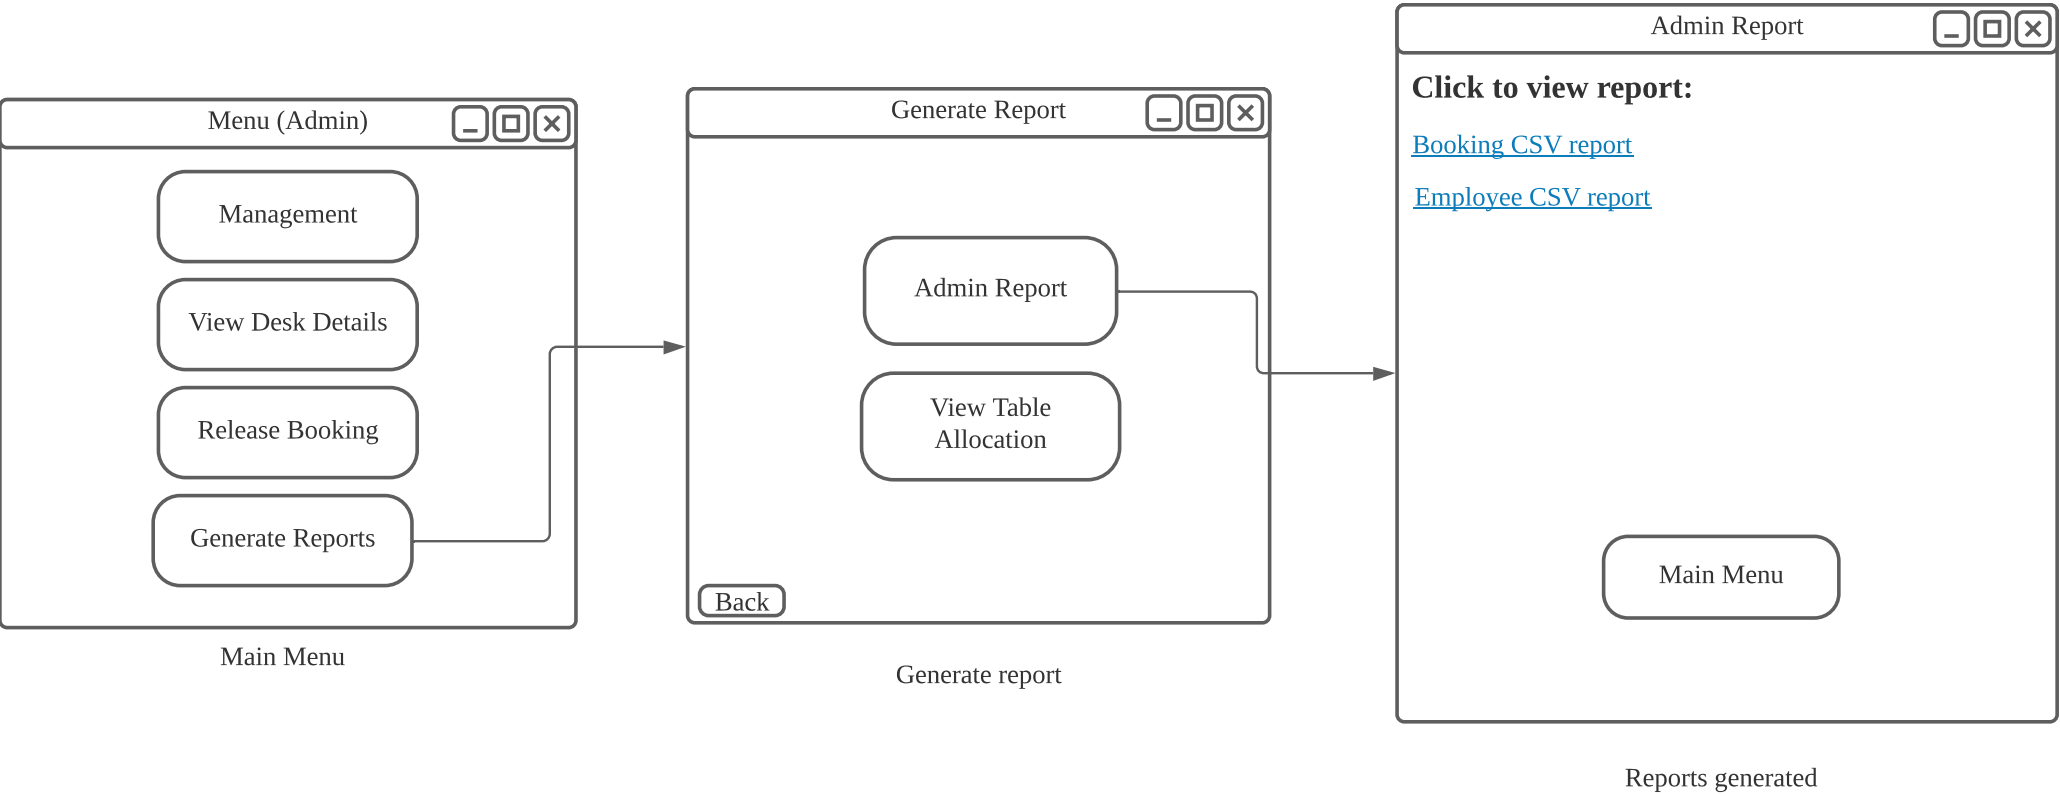 Menu (Admin)
Management
View Desk Details
Release Booking
Generate Reports
Main Menu
Generate Report
Admin Report
View Table
Allocation
Back
Generate report
Admin Report
Click to view report:
Booking CSV report
Employee CSV report
Main Menu
Reports generated